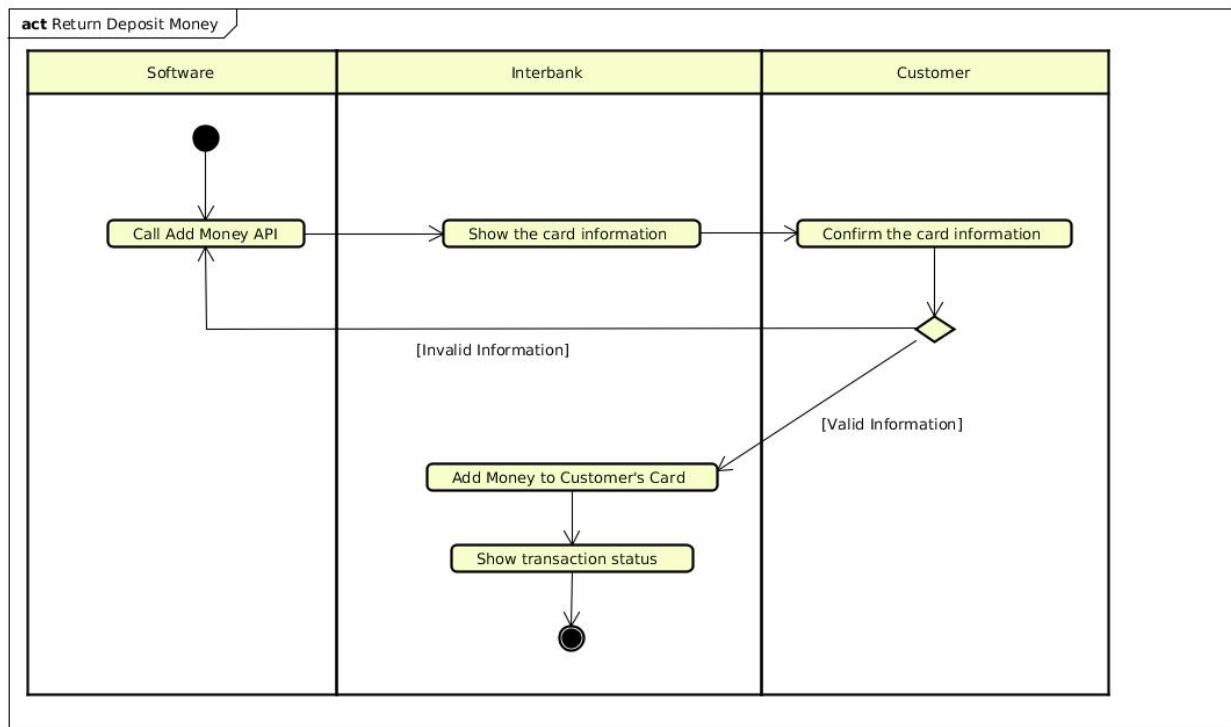 act Return Deposit Money
Software
Interbank
Customer
Call Add Money API
Show the card information
Confirm the card information
[Invalid Information]
[Valid Information]
Add Money to Customer's Card
Show transaction status